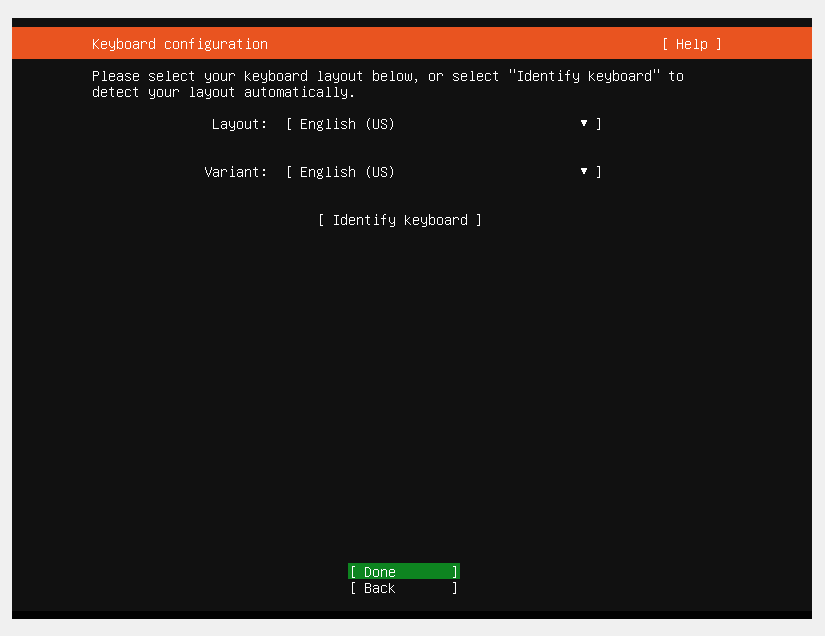 Keyboard configuration [ Help ]
Please select your keyboard layout below, or select "Identify keyboard" to
detect your layout automatically.
Layout: [ English (US) ▾ ]
Variant: [ English (US) ▾ ]
[ Identify keyboard ]
[ Done ]
[ Back ]